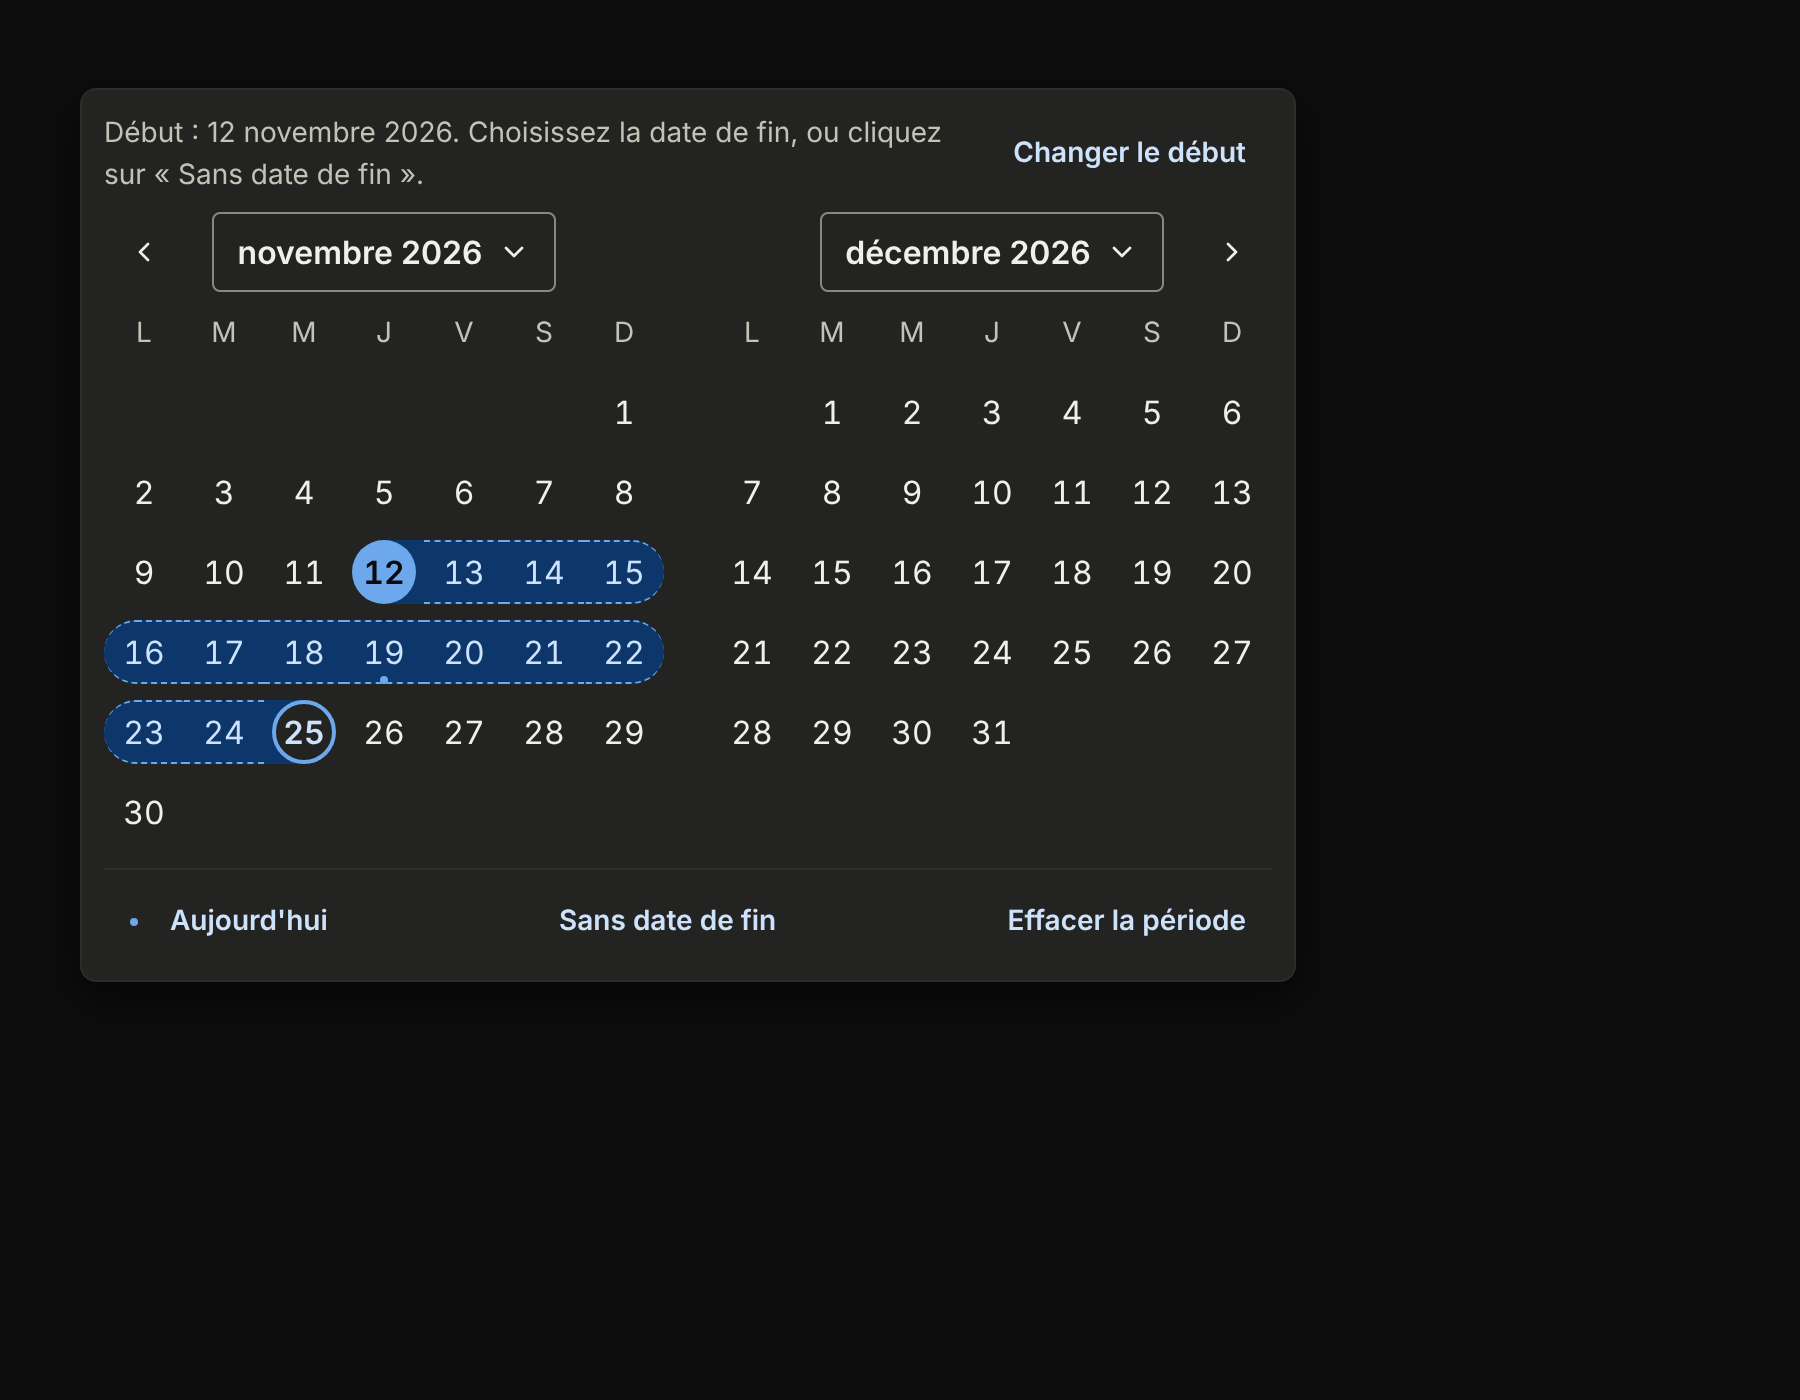 Début : 12 novembre 2026. Choisissez la date de fin, ou cliquez
sur « Sans date de fin ».
Changer le début
novembre 2026
L M M J V S D
1
2 3 4 5 6 7 8
9 10 11 12 13 14 15
16 17 18 19 20 21 22
23 24 25 26 27 28 29
30
décembre 2026
L M M J V S D
1 2 3 4 5 6
7 8 9 10 11 12 13
14 15 16 17 18 19 20
21 22 23 24 25 26 27
28 29 30 31
Aujourd'hui
Sans date de fin
Effacer la période